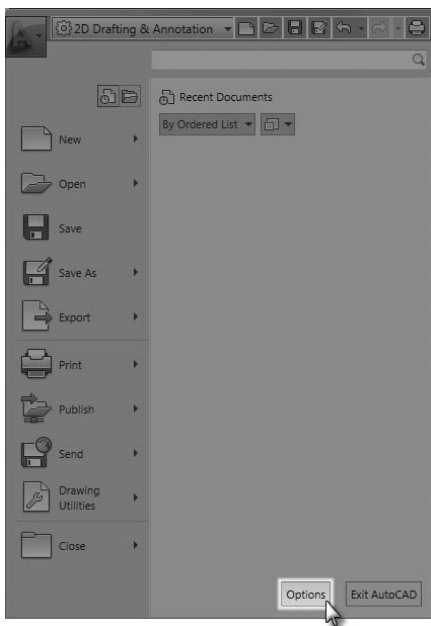 2D Drafting & Annotation
Recent Documents
By Ordered List
New
Open
Save
Save As
Export
Print
Publish
Send
Drawing
Utilities
Close
Options
Exit AutoCAD